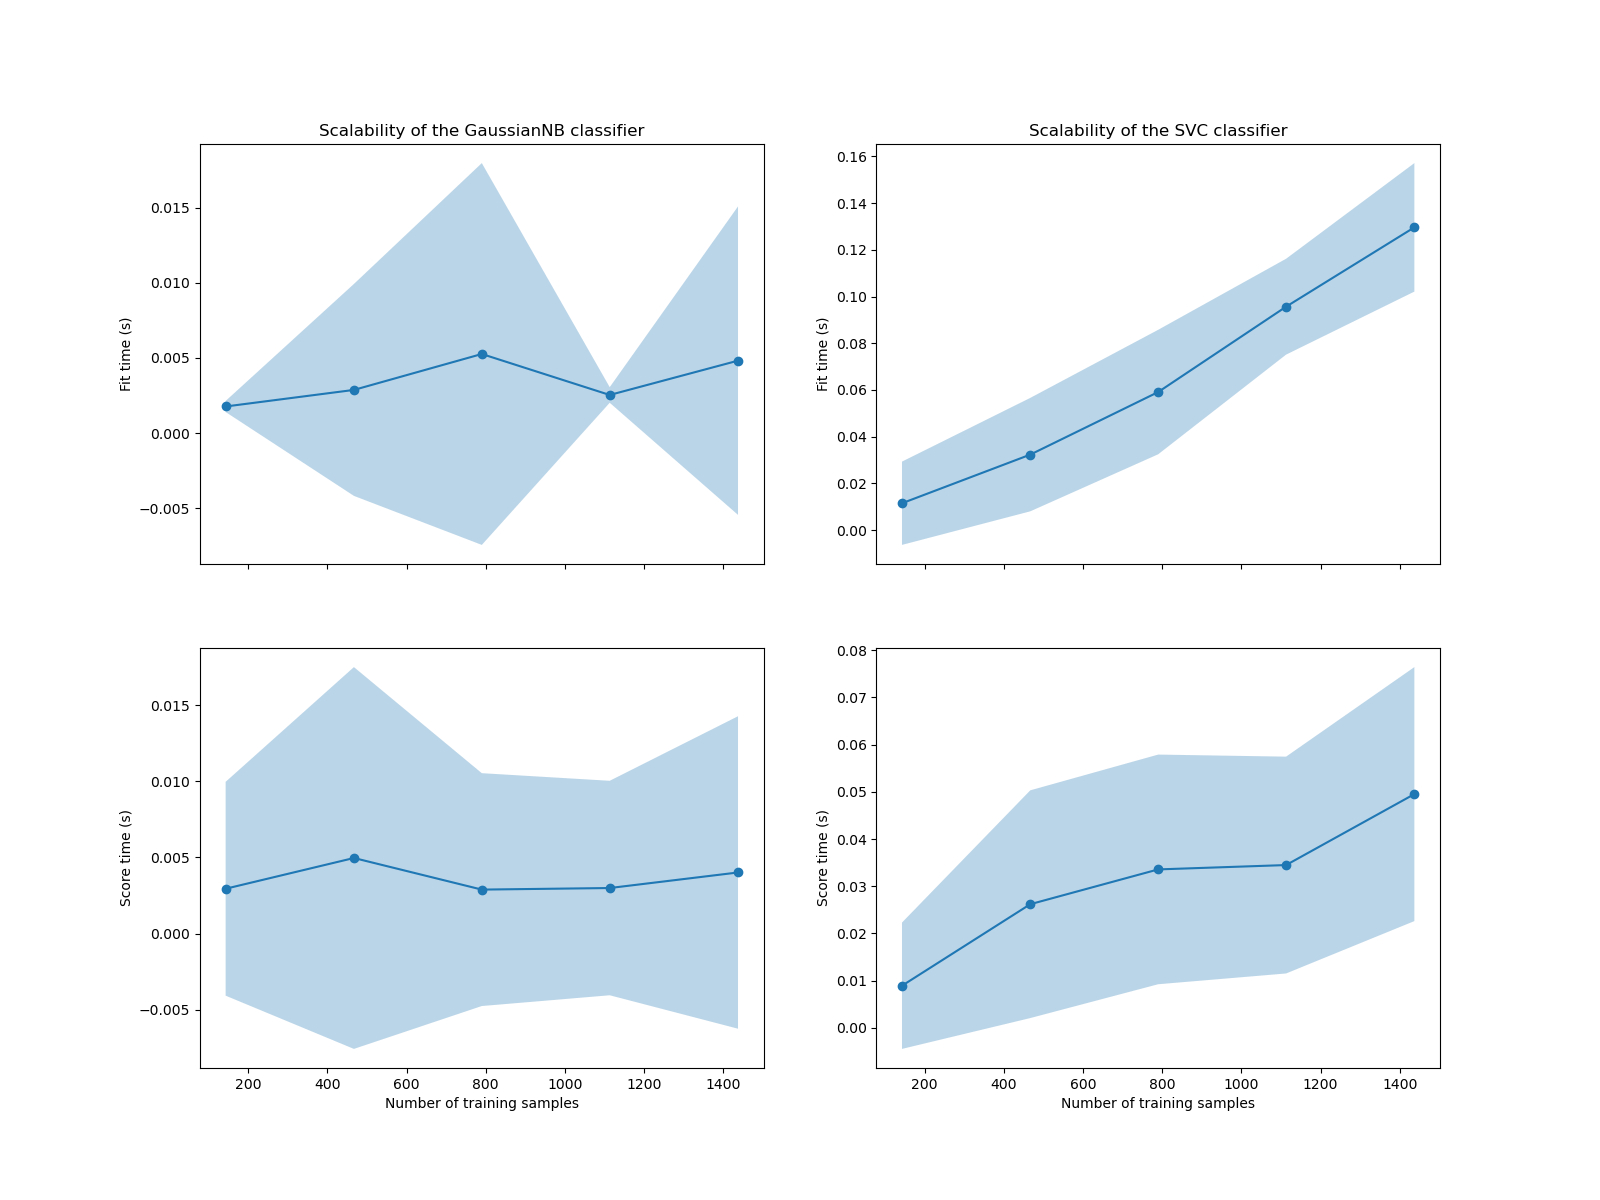 Scalability of the GaussianNB classifier
Scalability of the SVC classifier
0.015
0.010
0.005
0.000
−0.005
Fit time (s)
0.16
0.14
0.12
0.10
0.08
0.06
0.04
0.02
0.00
Fit time (s)
0.015
0.010
0.005
0.000
−0.005
Score time (s)
200 400 600 800 1000 1200 1400
Number of training samples
0.08
0.07
0.06
0.05
0.04
0.03
0.02
0.01
0.00
Score time (s)
200 400 600 800 1000 1200 1400
Number of training samples